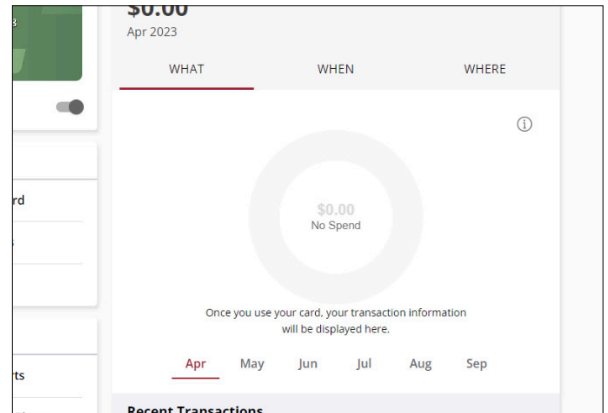 $0.00
Apr 2023
WHAT WHEN WHERE
$0.00
No Spend
rd
Once you use your card, your transaction information
will be displayed here.
Apr May Jun Jul Aug Sep
ts
Recent Transactions